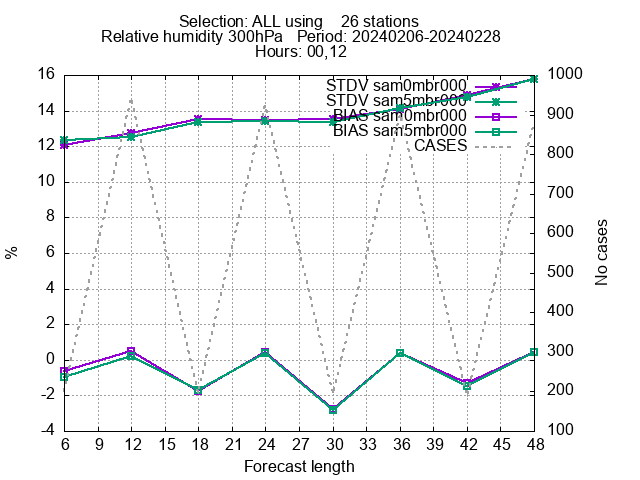 Selection: ALL using 26 stations
Relative humidity 300hPa Period: 20240206-20240228
Hours: 00,12
STDV sam0mbr000
STDV sam5mbr000
BIAS sam0mbr000
BIAS sam5mbr000
CASES
16
14
12
10
8
6
4
2
0
-2
-4
%
1000
900
800
700
600
500
400
300
200
100
No cases
6 9 12 15 18 21 24 27 30 33 36 39 42 45 48
Forecast length